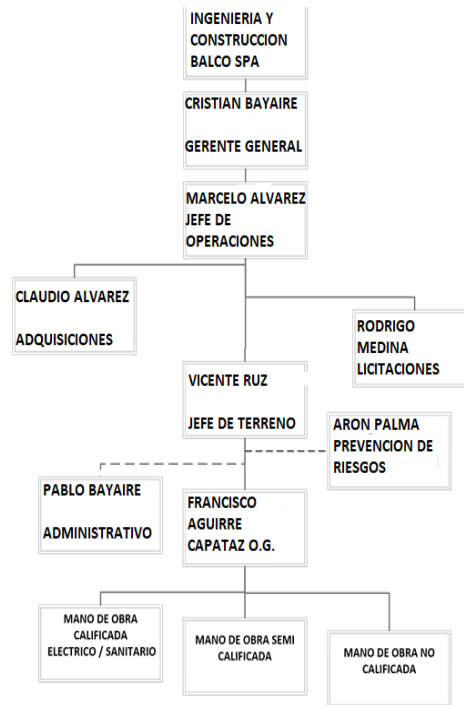 INGENIERIA Y
CONSTRUCCION
BALCO SPA
CRISTIAN BAYAIRE
GERENTE GENERAL
MARCELO ALVAREZ
JEFE DE
OPERACIONES
CLAUDIO ALVAREZ
ADQUISICIONES
RODRIGO
MEDINA
LICITACIONES
VICENTE RUZ
JEFE DE TERRENO
ARON PALMA
PREVENCION DE
RIESGOS
PABLO BAYAIRE
ADMINISTRATIVO
FRANCISCO
AGUIRRE
CAPATAZ O.G.
MANO DE OBRA
CALIFICADA
ELECTRICO / SANITARIO
MANO DE OBRA SEMI
CALIFICADA
MANO DE OBRA NO
CALIFICADA